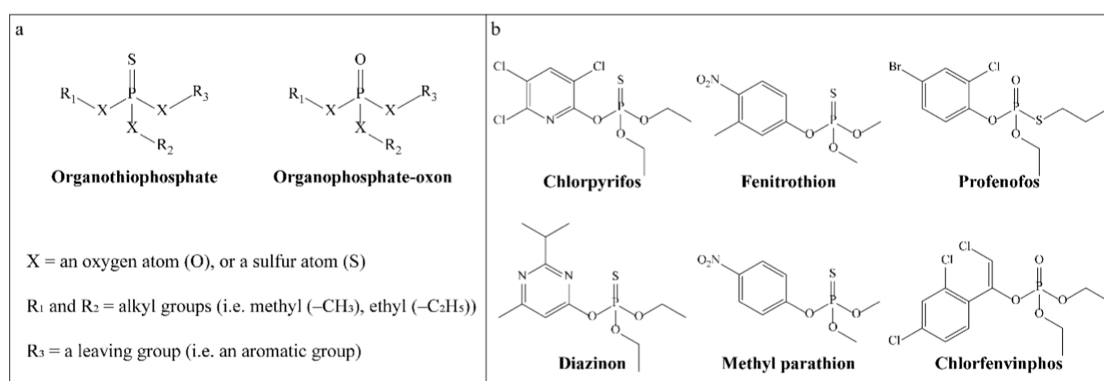 a
S
R₁ X P X R₃
X
R₂
Organothiophosphate
O
R₁ X P X R₃
X
R₂
Organophosphate-oxon
X = an oxygen atom (O), or a sulfur atom (S)
R₁ and R₂ = alkyl groups (i.e. methyl (–CH₃), ethyl (–C₂H₅))
R₃ = a leaving group (i.e. an aromatic group)
b
Cl Cl S
Cl N O P O
O
Chlorpyrifos
O₂N S
O P O
O
Fenitrothion
Br Cl O
O P S
O
Profenofos
N N S
O P O
O
Diazinon
O₂N S
O P O
O
Methyl parathion
Cl
Cl O
O P O
Cl O
Chlorfenvinphos